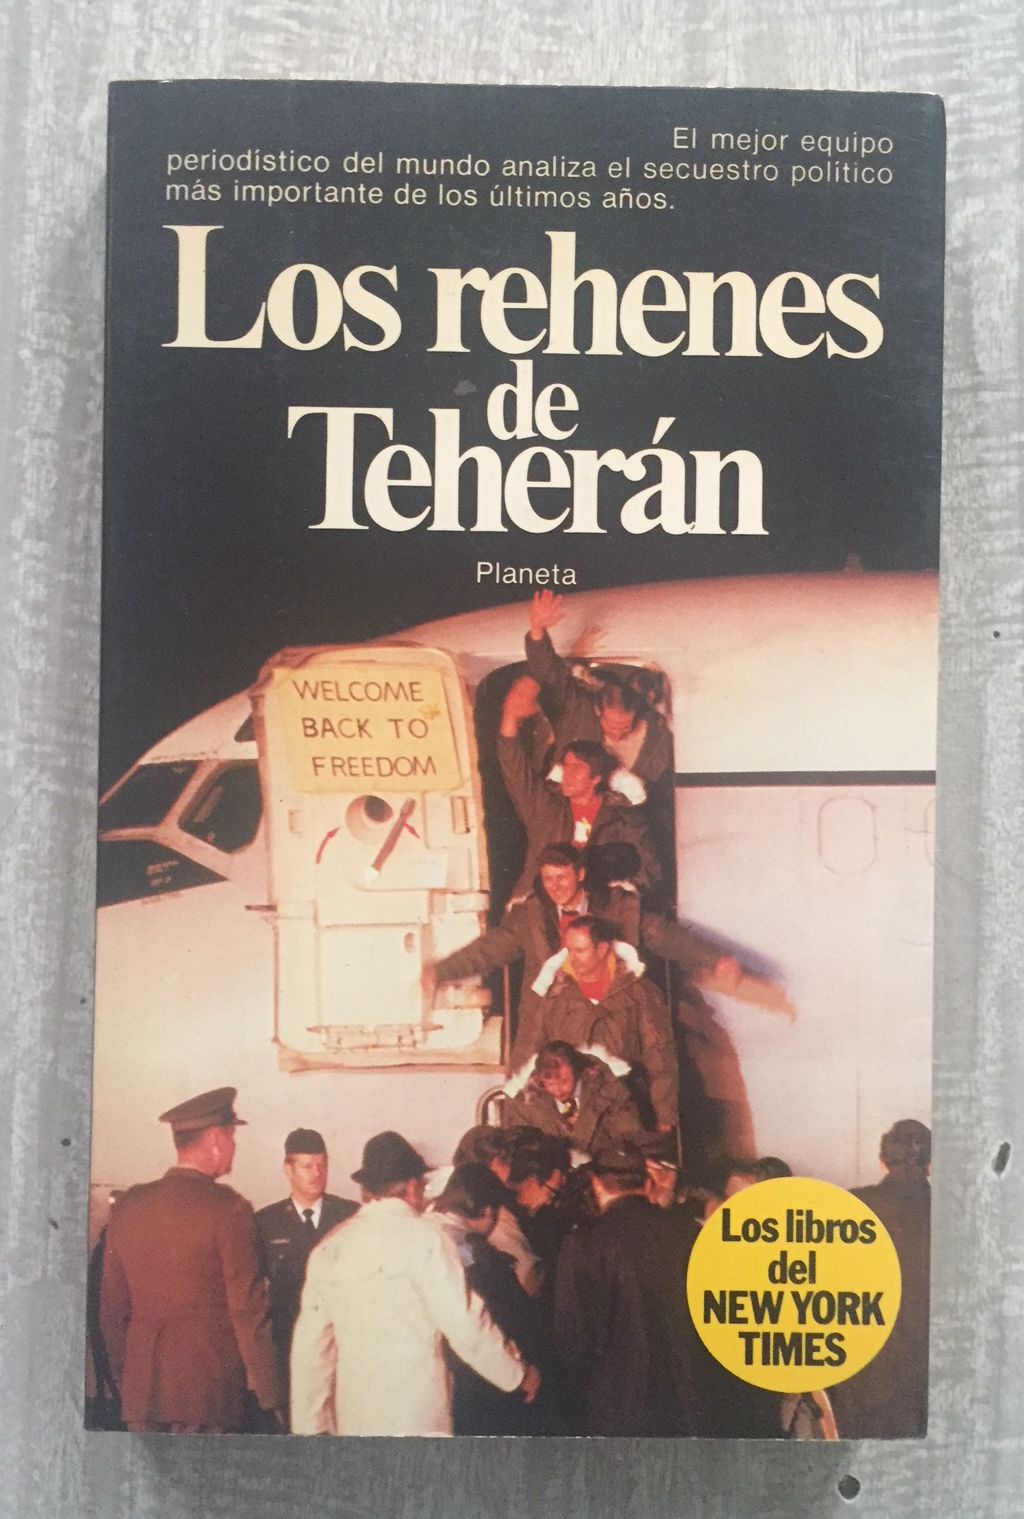 El mejor equipo
periodístico del mundo analiza el secuestro político
más importante de los últimos años.
Los rehenes
de
Teherán
Planeta
WELCOME
BACK TO
FREEDOM
Los libros
del
NEW YORK
TIMES